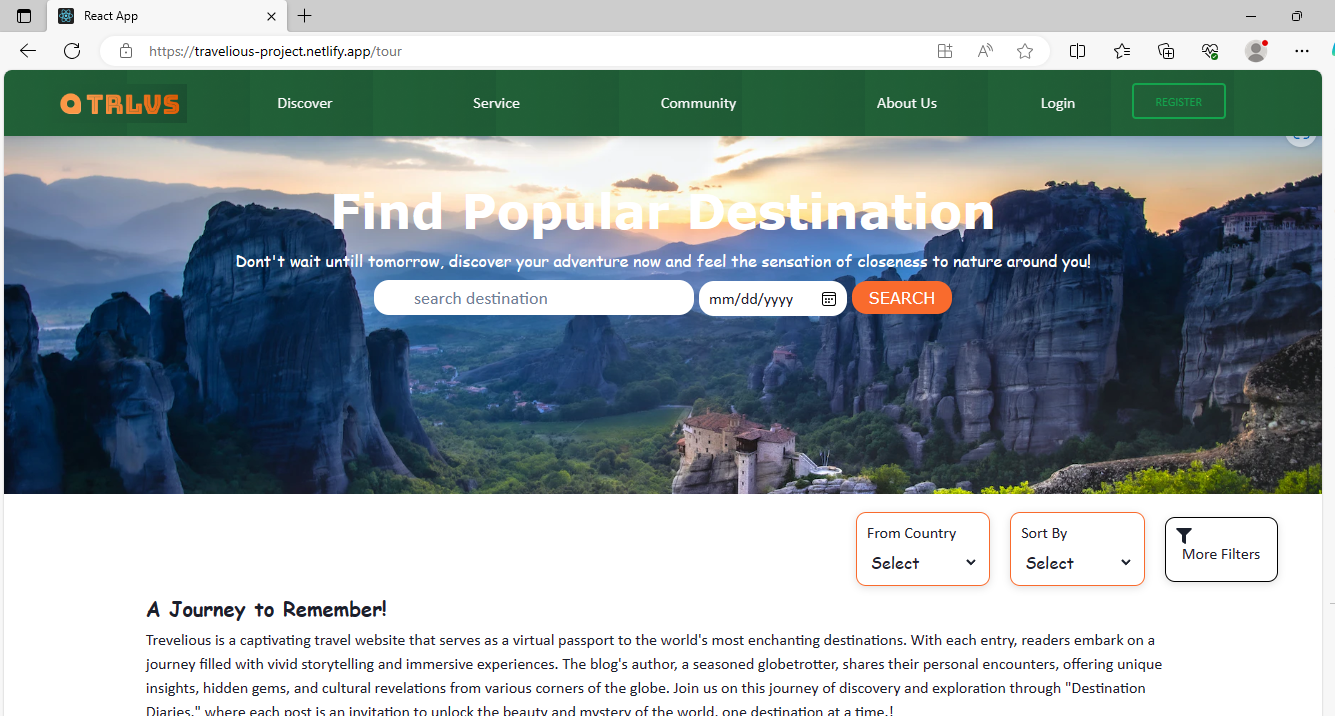 React App
https://travelious-project.netlify.app/tour
TRLVS Discover Service Community About Us Login REGISTER
Find Popular Destination
Dont't wait untill tomorrow, discover your adventure now and feel the sensation of closeness to nature around you!
search destination mm/dd/yyyy SEARCH
From Country Sort By
Select Select More Filters
A Journey to Remember!
Trevelious is a captivating travel website that serves as a virtual passport to the world's most enchanting destinations. With each entry, readers embark on a
journey filled with vivid storytelling and immersive experiences. The blog's author, a seasoned globetrotter, shares their personal encounters, offering unique
insights, hidden gems, and cultural revelations from various corners of the globe. Join us on this journey of discovery and exploration through "Destination
Diaries," where each post is an invitation to unlock the beauty and mystery of the world, one destination at a time.!